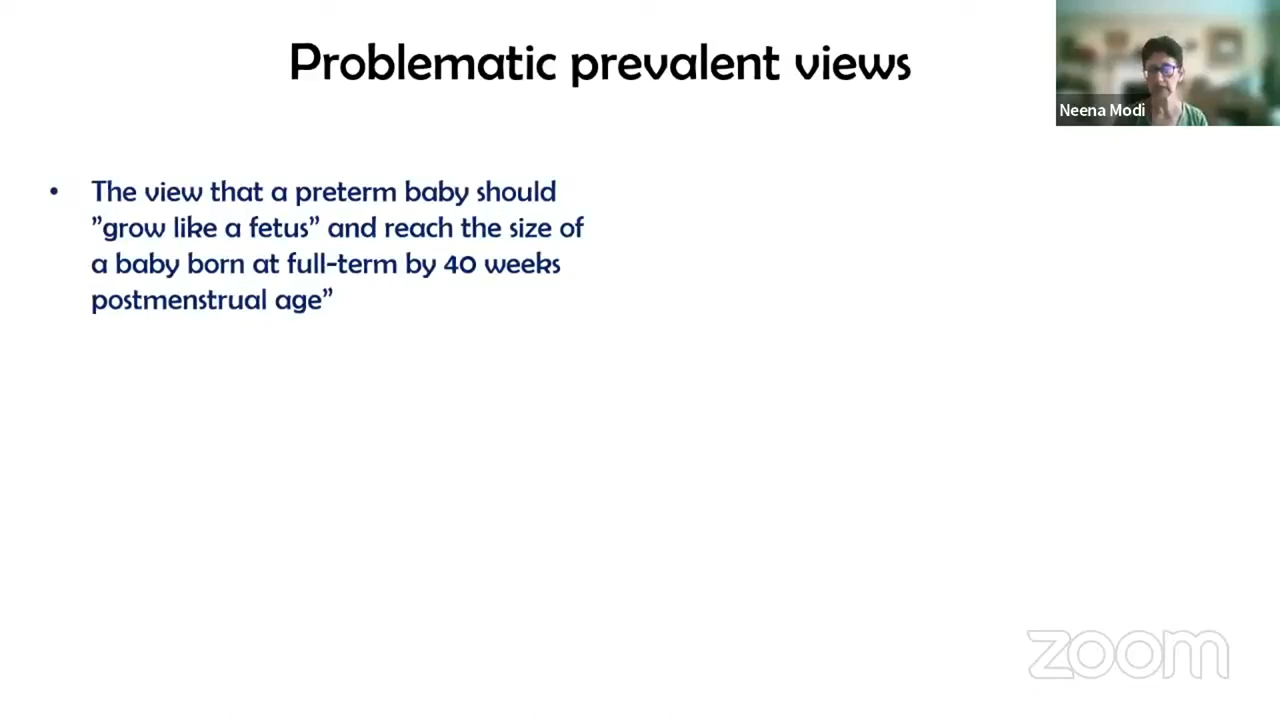 Problematic prevalent views
Neena Modi
• The view that a preterm baby should
”grow like a fetus” and reach the size of
a baby born at full-term by 40 weeks
postmenstrual age”
zoom